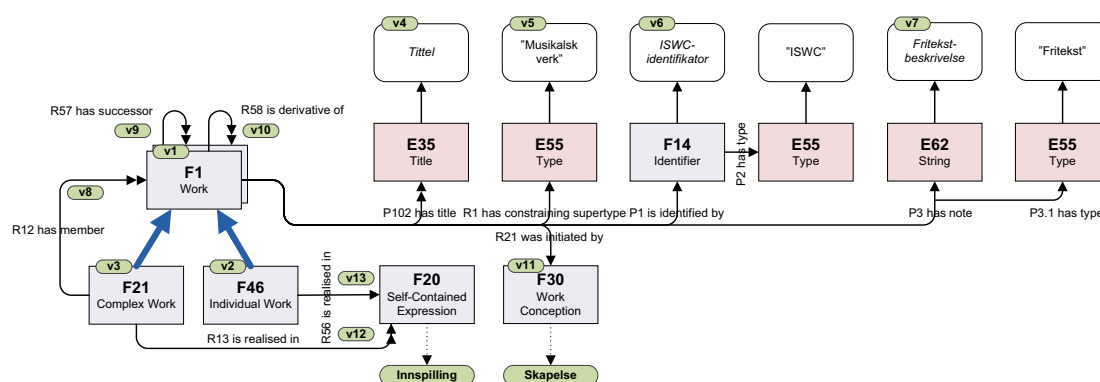 v4
v5
v6
v7
Tittel
"Musikalsk
verk"
ISWC-
identifikator
"ISWC"
Fritekst-
beskrivelse
"Fritekst"
R57 has successor
R58 is derivative of
v9
v10
v1
F1
Work
E35
Title
E55
Type
F14
Identifier
P2 has type
E55
Type
E62
String
E55
Type
v8
R12 has member
P102 has title
R1 has constraining supertype
P1 is identified by
P3 has note
P3.1 has type
R21 was initiated by
v3
F21
Complex Work
v2
F46
Individual Work
R56 is realised in
v13
v12
F20
Self-Contained
Expression
v11
F30
Work
Conception
R13 is realised in
Innspilling
Skapelse